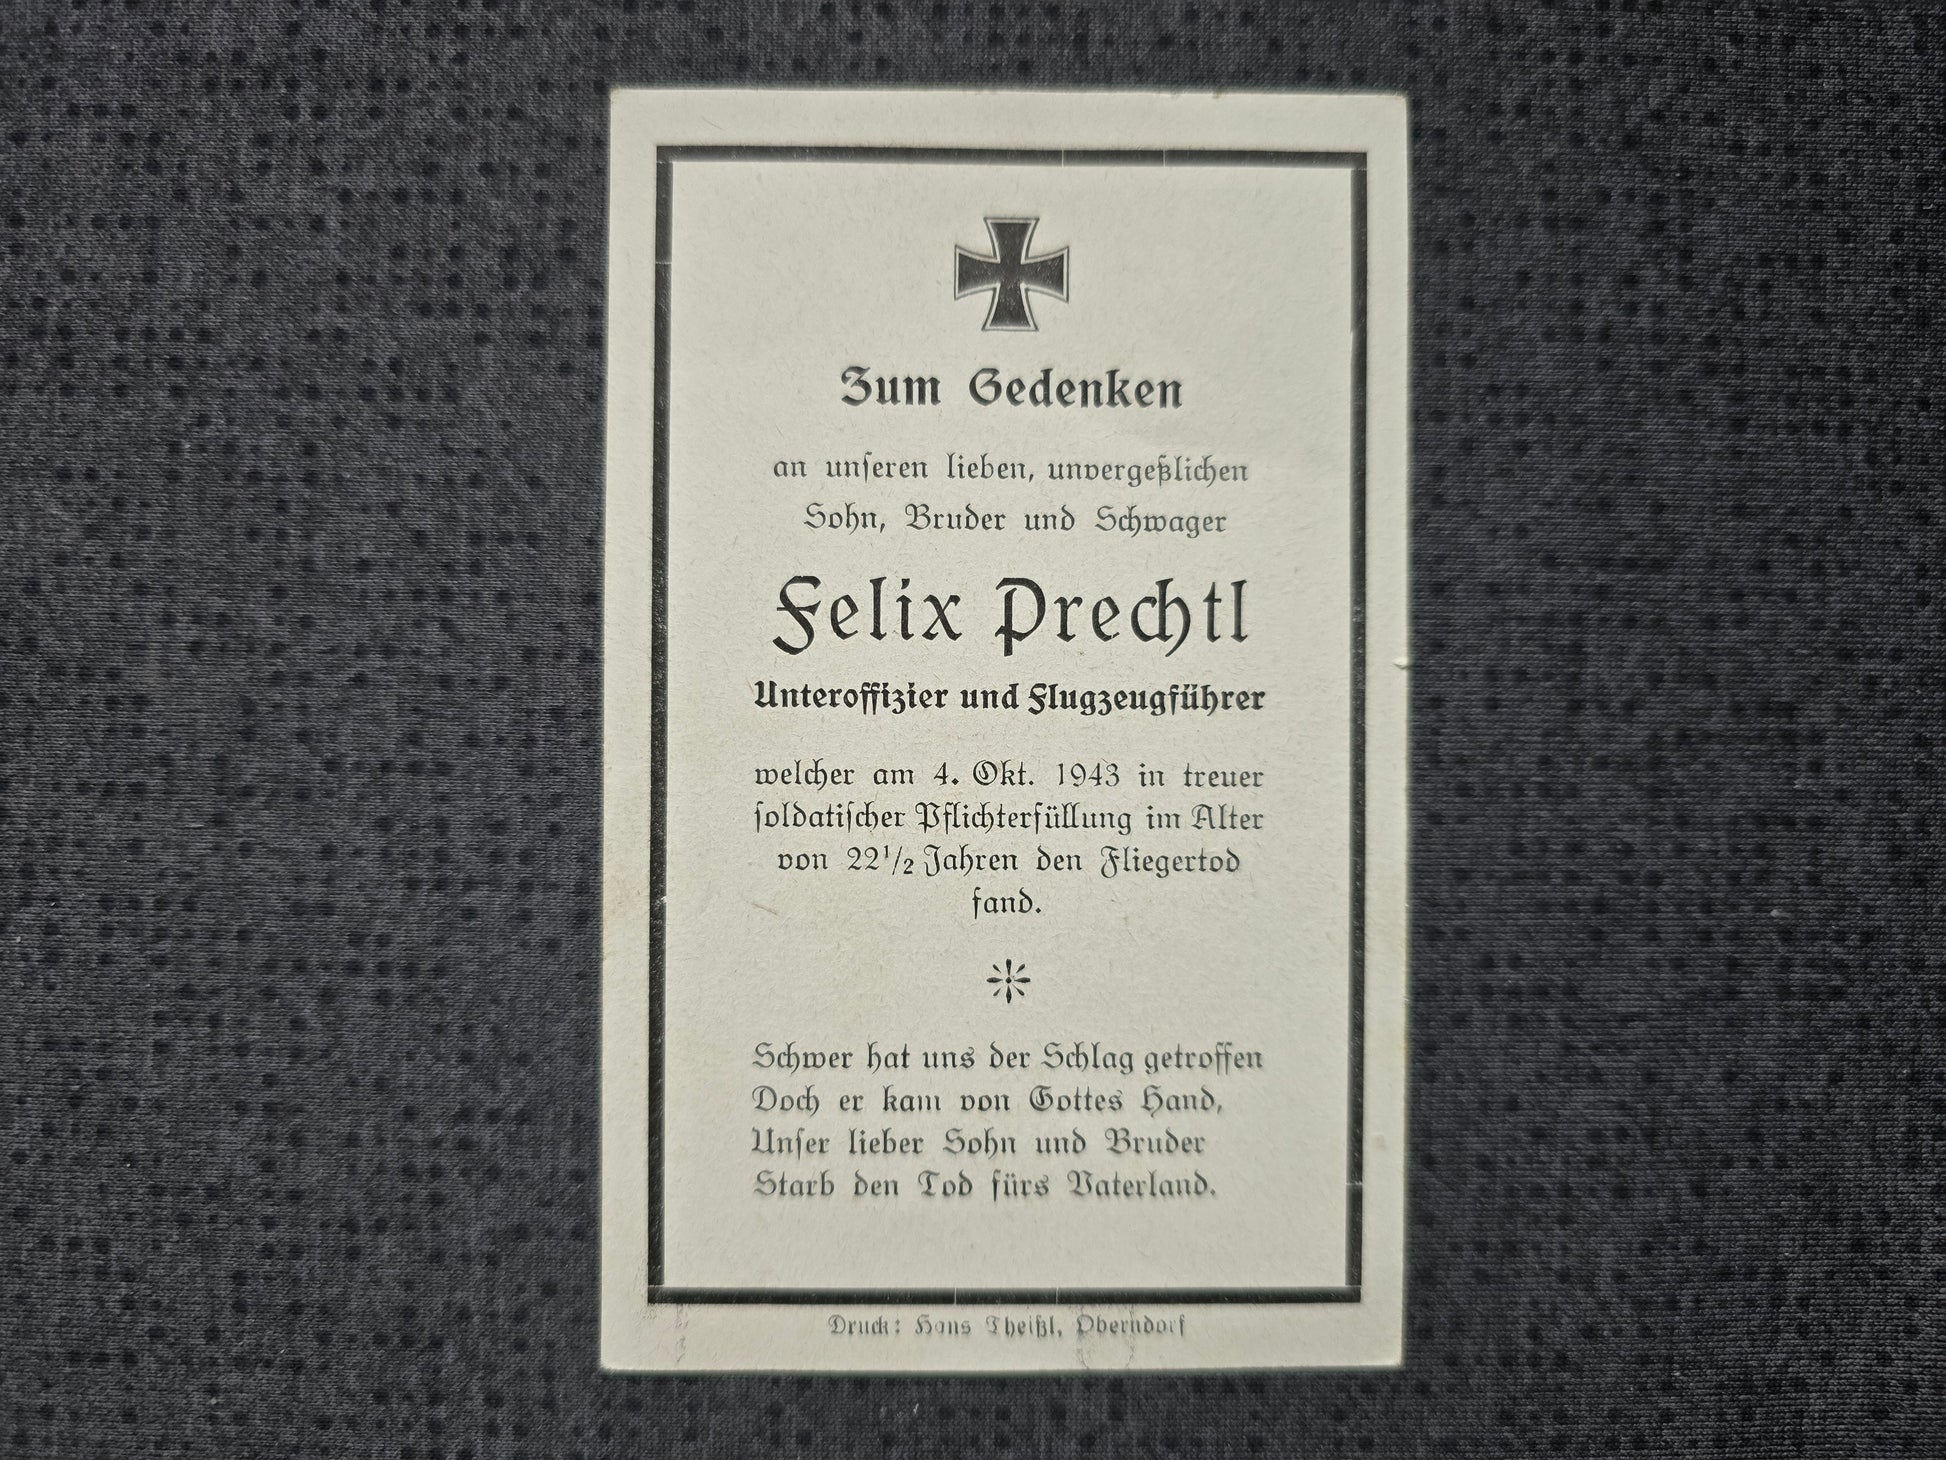 Zum Gedenken
an unseren lieben, unvergeßlichen
Sohn, Bruder und Schwager
Felix Prechtl
Unteroffizier und Flugzeugführer
welcher am 4. Okt. 1943 in treuer
soldatischer Pflichterfüllung im Alter
von 22½ Jahren den Fliegertod
fand.
Schwer hat uns der Schlag getroffen
Doch er kam von Gottes Hand,
Unser lieber Sohn und Bruder
Starb den Tod fürs Vaterland.
Druck: Hans Theißl, Oberndorf